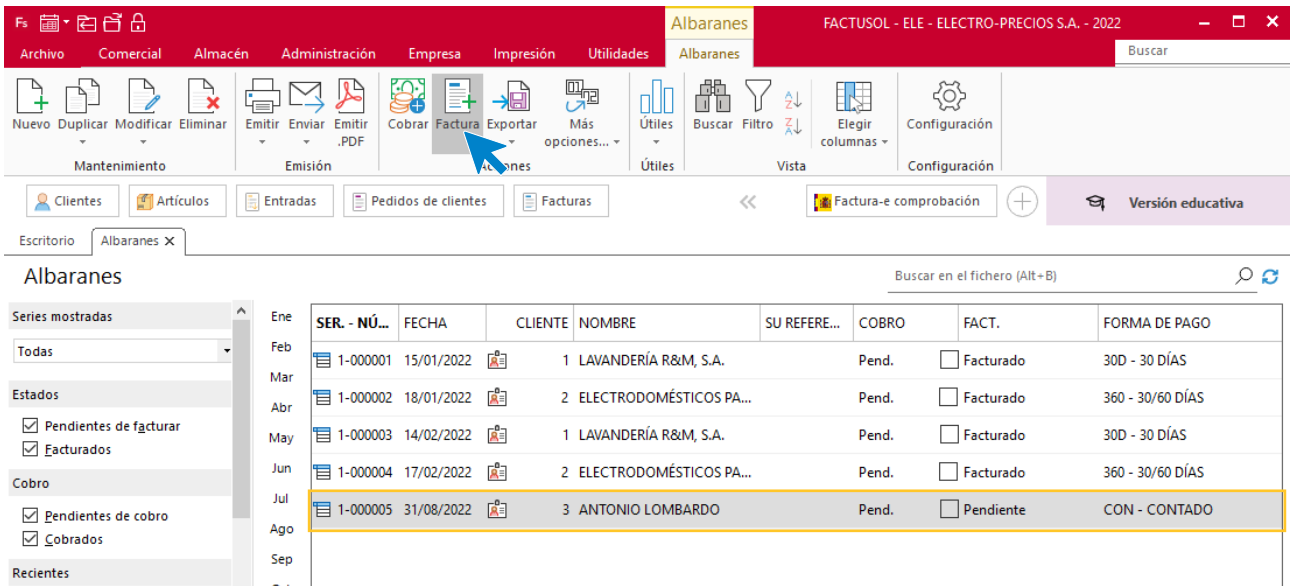 Fs Albaranes FACTUSOL - ELE - ELECTRO-PRECIOS S.A. - 2022
Archivo Comercial Almacén Administración Empresa Impresión Utilidades Albaranes Buscar
Nuevo Duplicar Modificar Eliminar Emitir Enviar Emitir .PDF Cobrar Factura Exportar Más opciones... Útiles Buscar Filtro Elegir columnas Configuración
Mantenimiento Emisión Útiles Vista Configuración
Clientes Artículos Entradas Pedidos de clientes Facturas Factura-e comprobación Versión educativa
Escritorio Albaranes X
Albaranes Buscar en el fichero (Alt+B)
Series mostradas
Todas
Estados
Pendientes de facturar
Facturados
Cobro
Pendientes de cobro
Cobrados
Recientes
Ene
Feb
Mar
Abr
May
Jun
Jul
Ago
Sep
SER. - NÚ... FECHA CLIENTE NOMBRE SU REFERE... COBRO FACT. FORMA DE PAGO
1-000001 15/01/2022 1 LAVANDERÍA R&M, S.A. Pend. Facturado 30D - 30 DÍAS
1-000002 18/01/2022 2 ELECTRODOMÉSTICOS PA... Pend. Facturado 360 - 30/60 DÍAS
1-000003 14/02/2022 1 LAVANDERÍA R&M, S.A. Pend. Facturado 30D - 30 DÍAS
1-000004 17/02/2022 2 ELECTRODOMÉSTICOS PA... Pend. Facturado 360 - 30/60 DÍAS
1-000005 31/08/2022 3 ANTONIO LOMBARDO Pend. Pendiente CON - CONTADO